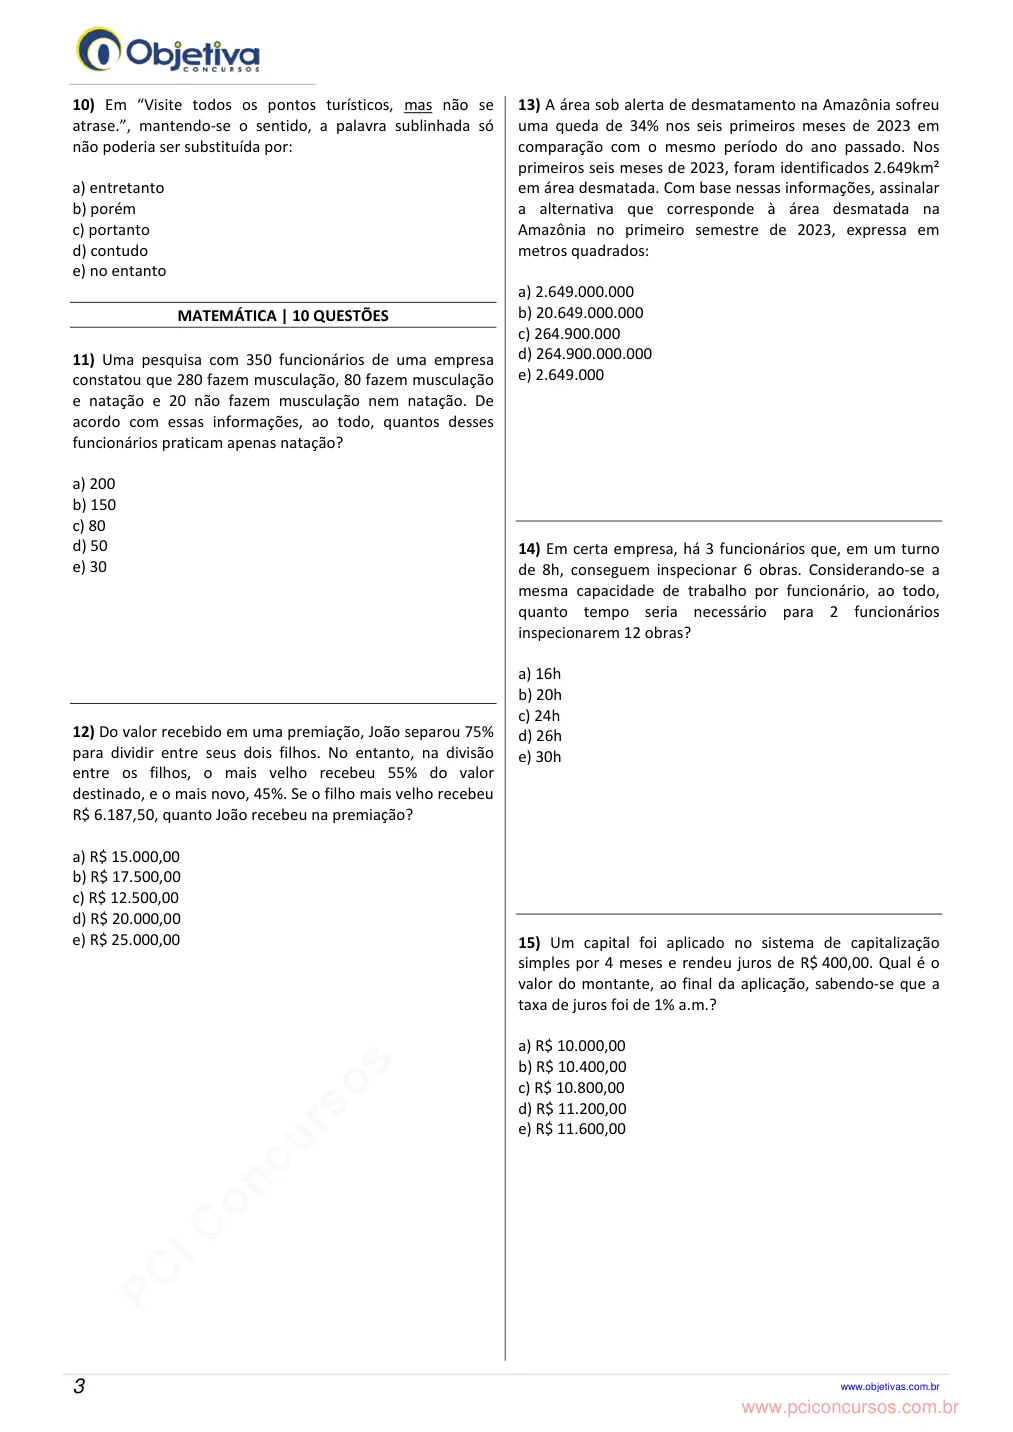 Objetiva
CONCURSOS
10) Em “Visite todos os pontos turísticos, mas não se
atrase.”, mantendo-se o sentido, a palavra sublinhada só
não poderia ser substituída por:
a) entretanto
b) porém
c) portanto
d) contudo
e) no entanto
MATEMÁTICA | 10 QUESTÕES
11) Uma pesquisa com 350 funcionários de uma empresa
constatou que 280 fazem musculação, 80 fazem musculação
e natação e 20 não fazem musculação nem natação. De
acordo com essas informações, ao todo, quantos desses
funcionários praticam apenas natação?
a) 200
b) 150
c) 80
d) 50
e) 30
12) Do valor recebido em uma premiação, João separou 75%
para dividir entre seus dois filhos. No entanto, na divisão
entre os filhos, o mais velho recebeu 55% do valor
destinado, e o mais novo, 45%. Se o filho mais velho recebeu
R$ 6.187,50, quanto João recebeu na premiação?
a) R$ 15.000,00
b) R$ 17.500,00
c) R$ 12.500,00
d) R$ 20.000,00
e) R$ 25.000,00
13) A área sob alerta de desmatamento na Amazônia sofreu
uma queda de 34% nos seis primeiros meses de 2023 em
comparação com o mesmo período do ano passado. Nos
primeiros seis meses de 2023, foram identificados 2.649km²
em área desmatada. Com base nessas informações, assinalar
a alternativa que corresponde à área desmatada na
Amazônia no primeiro semestre de 2023, expressa em
metros quadrados:
a) 2.649.000.000
b) 20.649.000.000
c) 264.900.000
d) 264.900.000.000
e) 2.649.000
14) Em certa empresa, há 3 funcionários que, em um turno
de 8h, conseguem inspecionar 6 obras. Considerando-se a
mesma capacidade de trabalho por funcionário, ao todo,
quanto tempo seria necessário para 2 funcionários
inspecionarem 12 obras?
a) 16h
b) 20h
c) 24h
d) 26h
e) 30h
15) Um capital foi aplicado no sistema de capitalização
simples por 4 meses e rendeu juros de R$ 400,00. Qual é o
valor do montante, ao final da aplicação, sabendo-se que a
taxa de juros foi de 1% a.m.?
a) R$ 10.000,00
b) R$ 10.400,00
c) R$ 10.800,00
d) R$ 11.200,00
e) R$ 11.600,00
PCI Concursos
3
www.objetivas.com.br
www.pciconcursos.com.br